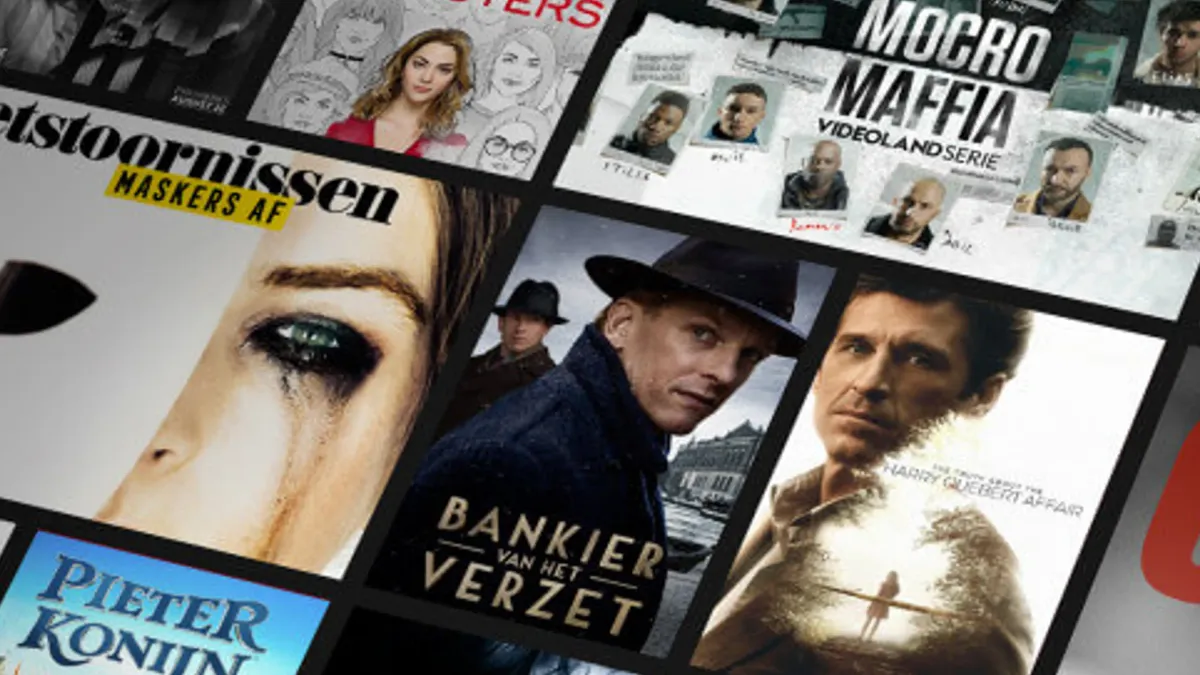 TERS
MOCRO
MAFFIA
VIDEOLANDSERIE
etstoornissen
MASKERS AF
BANKIER
VAN HET
VERZET
THE TRUTH ABOUT THE
HARRY QUEBERT AFFAIR
PIETER
KONIJN